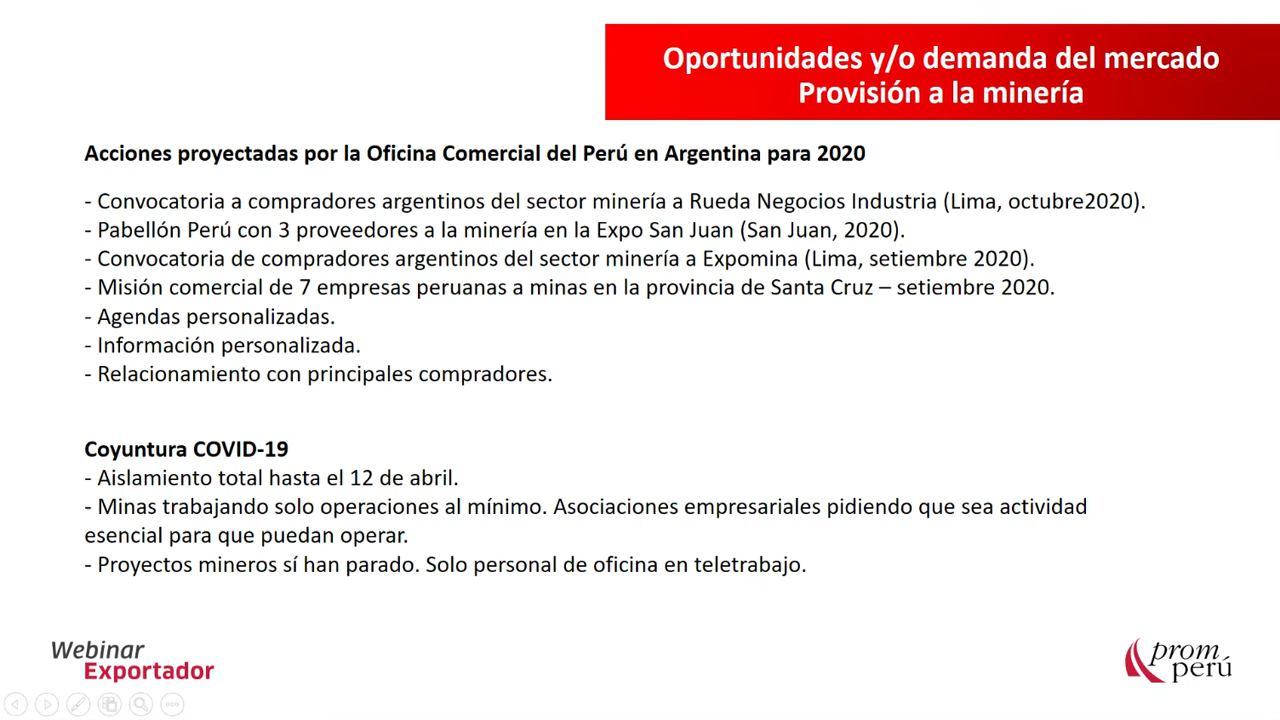 Oportunidades y/o demanda del mercado
Provisión a la minería
Acciones proyectadas por la Oficina Comercial del Perú en Argentina para 2020
- Convocatoria a compradores argentinos del sector minería a Rueda Negocios Industria (Lima, octubre2020).
- Pabellón Perú con 3 proveedores a la minería en la Expo San Juan (San Juan, 2020).
- Convocatoria de compradores argentinos del sector minería a Expomina (Lima, setiembre 2020).
- Misión comercial de 7 empresas peruanas a minas en la provincia de Santa Cruz – setiembre 2020.
- Agendas personalizadas.
- Información personalizada.
- Relacionamiento con principales compradores.
Coyuntura COVID-19
- Aislamiento total hasta el 12 de abril.
- Minas trabajando solo operaciones al mínimo. Asociaciones empresariales pidiendo que sea actividad
esencial para que puedan operar.
- Proyectos mineros sí han parado. Solo personal de oficina en teletrabajo.
Webinar
Exportador
prom
perú